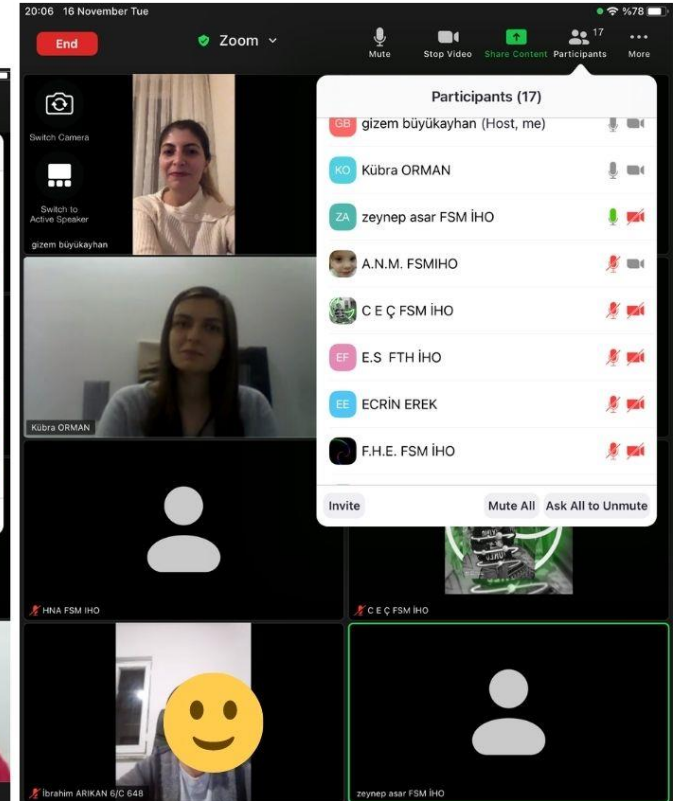 20:06 16 November Tue
%78
End
Zoom
Mute
Stop Video
Share Content
Participants
17
More
Participants (17)
Switch Camera
Switch to
Active Speaker
gizem büyükayhan
GB gizem büyükayhan (Host, me)
KO Kübra ORMAN
ZA zeynep asar FSM İHO
A.N.M. FSMIHO
C E Ç FSM İHO
EF E.S FTH İHO
EE ECRİN EREK
F.H.E. FSM İHO
Invite
Mute All
Ask All to Unmute
Kübra ORMAN
HNA FSM IHO
C E Ç FSM İHO
İbrahim ARIKAN 6/C 648
zeynep asar FSM İHO